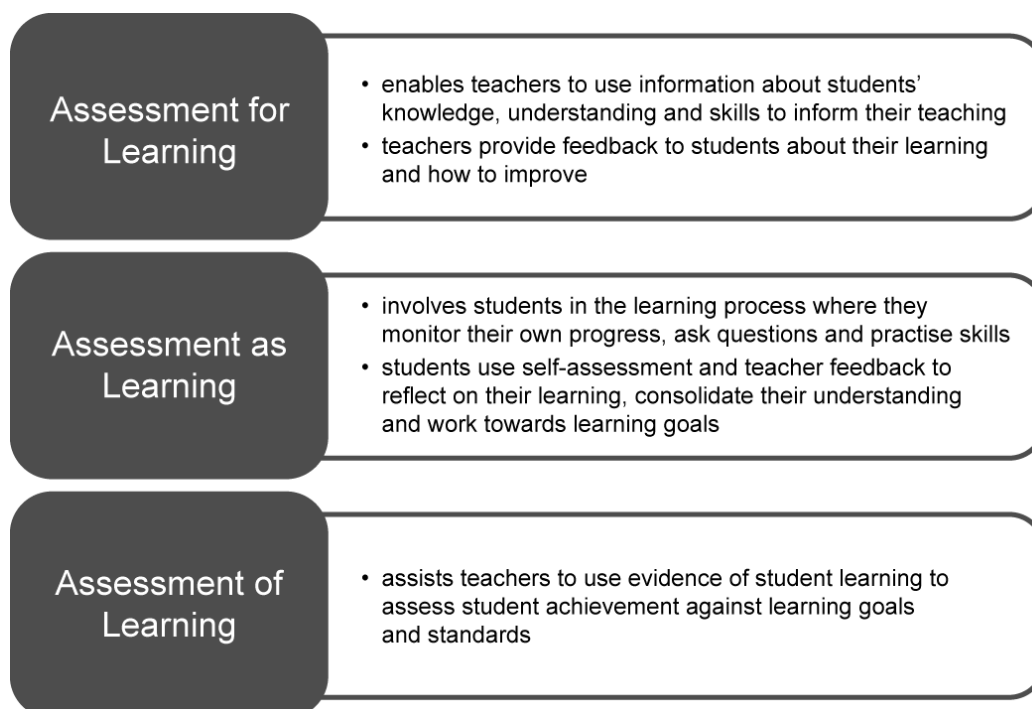 Assessment for
Learning
• enables teachers to use information about students’
knowledge, understanding and skills to inform their teaching
• teachers provide feedback to students about their learning
and how to improve
Assessment as
Learning
• involves students in the learning process where they
monitor their own progress, ask questions and practise skills
• students use self-assessment and teacher feedback to
reflect on their learning, consolidate their understanding
and work towards learning goals
Assessment of
Learning
• assists teachers to use evidence of student learning to
assess student achievement against learning goals
and standards